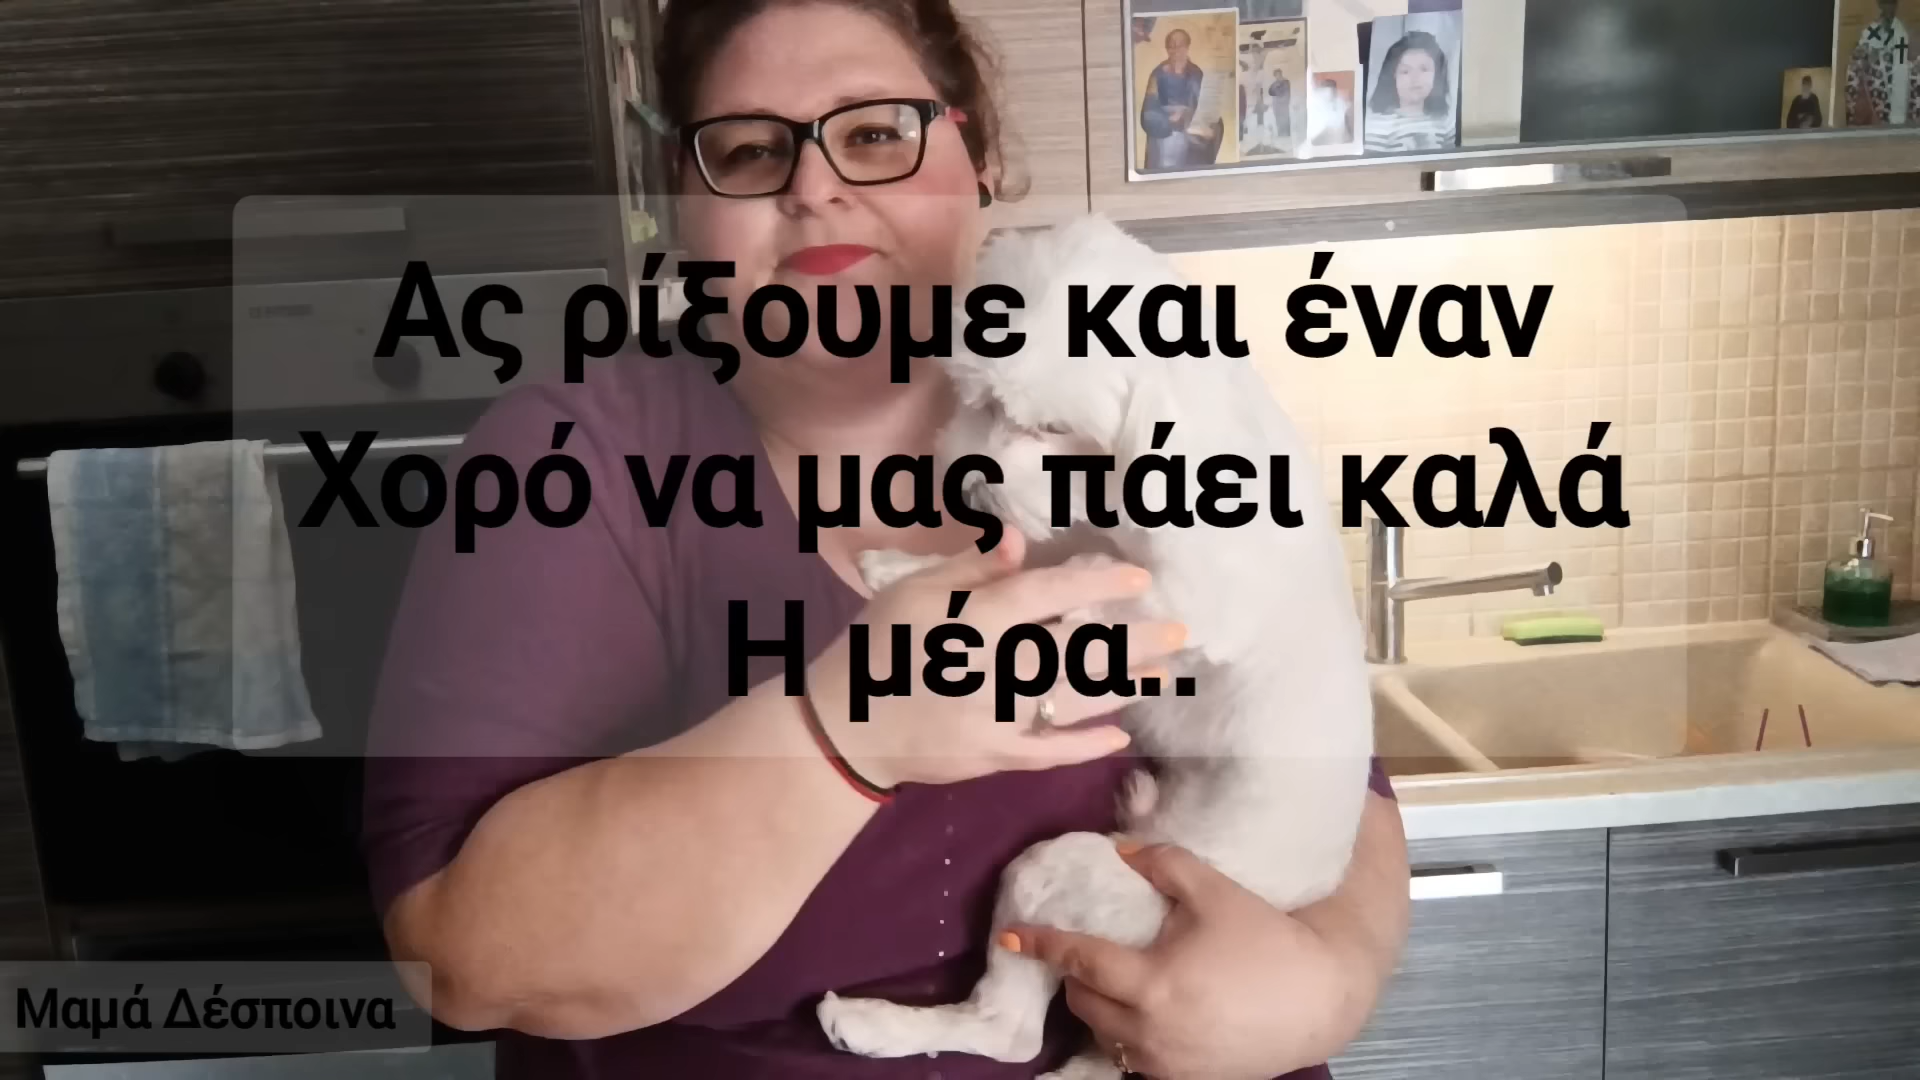 Ας ρίξουμε και έναν
Χορό να μας πάει καλά
Η μέρα..
Μαμά Δέσποινα